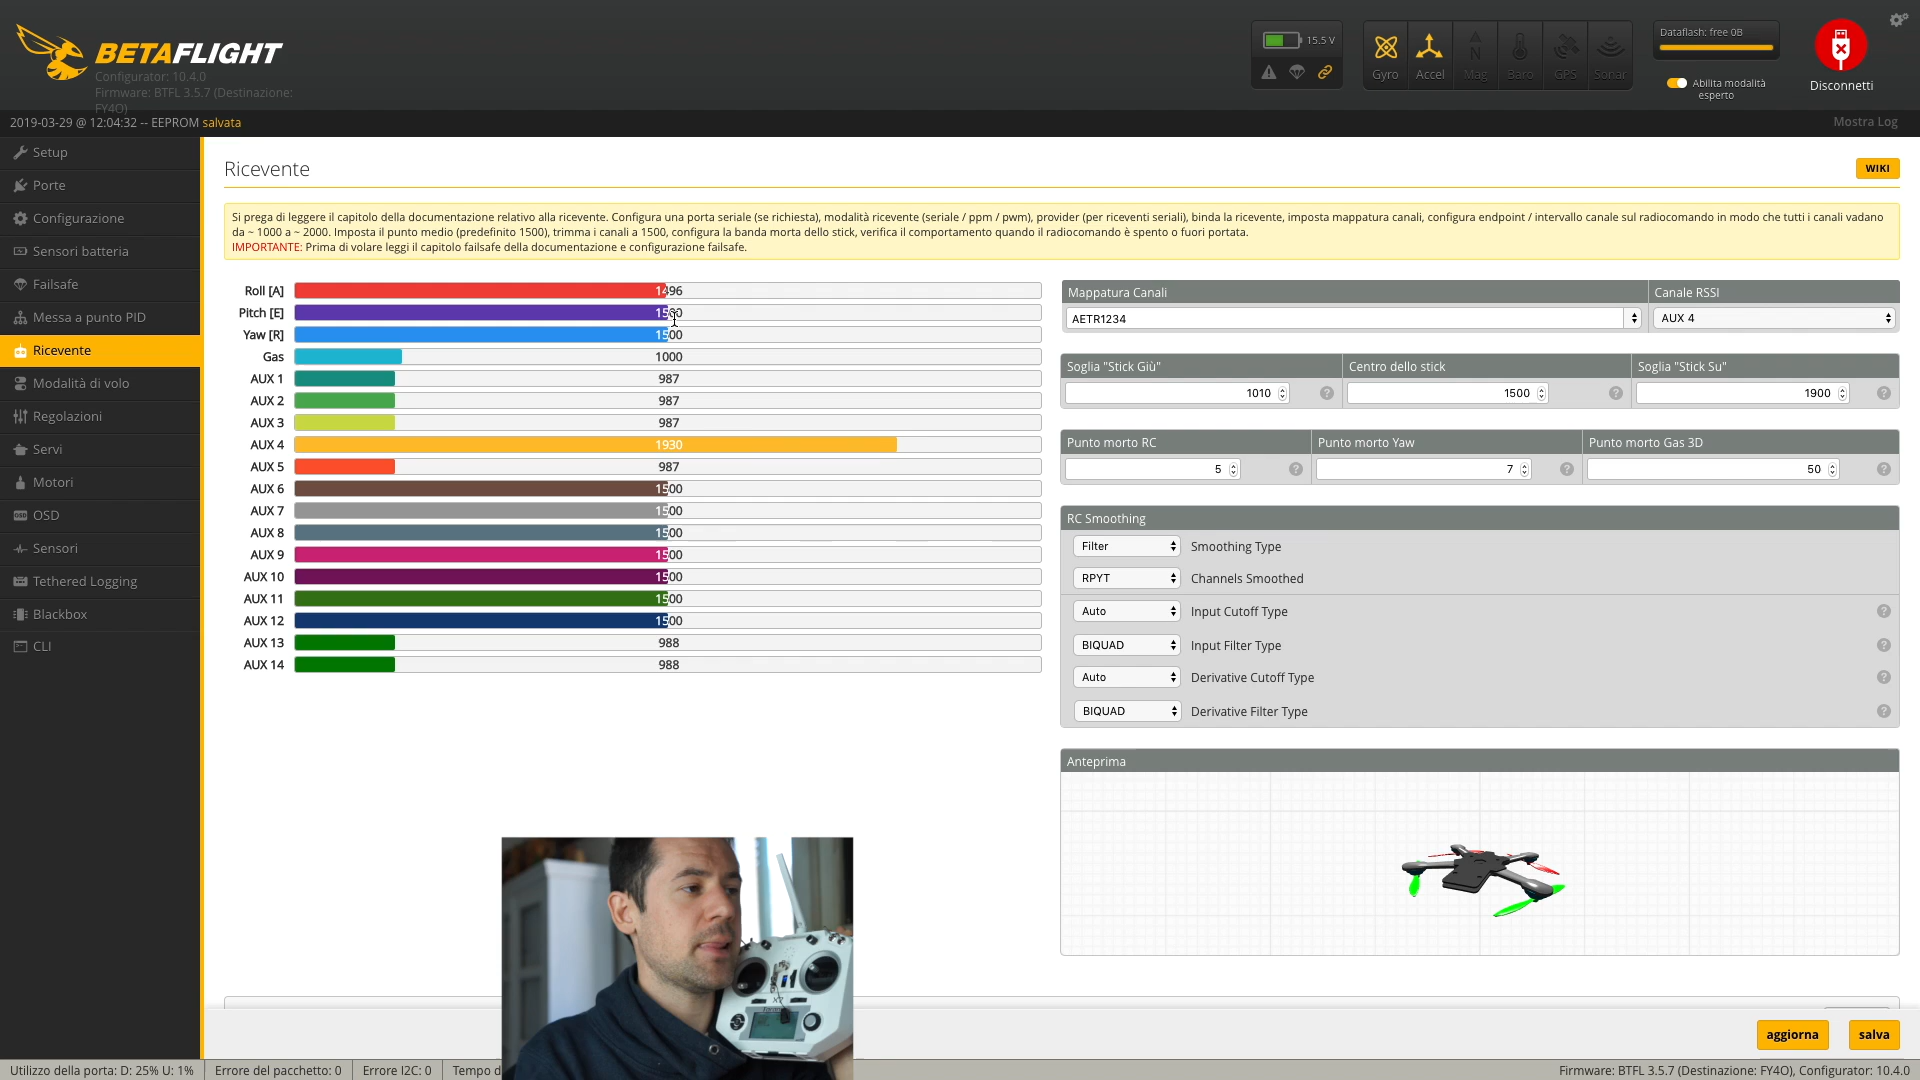 BETAFLIGHT
Configurator: 10.4.0
Firmware: BTFL 3.5.7 (Destinazione:
FY4O)
15.5 V
Gyro
Accel
Mag
Baro
GPS
Sonar
Dataflash: free 0B
Abilita modalità
esperto
Disconnetti
2019-03-29 @ 12:04:32 -- EEPROM salvata
Mostra Log
Setup
Porte
Configurazione
Sensori batteria
Failsafe
Messa a punto PID
Ricevente
Modalità di volo
Regolazioni
Servi
Motori
OSD
Sensori
Tethered Logging
Blackbox
CLI
Ricevente
WIKI
Si prega di leggere il capitolo della documentazione relativo alla ricevente. Configura una porta seriale (se richiesta), modalità ricevente (seriale / ppm / pwm), provider (per riceventi seriali), binda la ricevente, imposta mappatura canali, configura endpoint / intervallo canale sul radiocomando in modo che tutti i canali vadano
da ~ 1000 a ~ 2000. Imposta il punto medio (predefinito 1500), trimma i canali a 1500, configura la banda morta dello stick, verifica il comportamento quando il radiocomando è spento o fuori portata.
IMPORTANTE: Prima di volare leggi il capitolo failsafe della documentazione e configurazione failsafe.
Roll [A] 1496
Pitch [E] 1500
Yaw [R] 1500
Gas 1000
AUX 1 987
AUX 2 987
AUX 3 987
AUX 4 1930
AUX 5 987
AUX 6 1500
AUX 7 1500
AUX 8 1500
AUX 9 1500
AUX 10 1500
AUX 11 1500
AUX 12 1500
AUX 13 988
AUX 14 988
Mappatura Canali
Canale RSSI
AETR1234
AUX 4
Soglia "Stick Giù"
Centro dello stick
Soglia "Stick Su"
1010
1500
1900
Punto morto RC
Punto morto Yaw
Punto morto Gas 3D
5
7
50
RC Smoothing
Filter Smoothing Type
RPYT Channels Smoothed
Auto Input Cutoff Type
BIQUAD Input Filter Type
Auto Derivative Cutoff Type
BIQUAD Derivative Filter Type
Anteprima
aggiorna
salva
Utilizzo della porta: D: 25% U: 1%
Errore del pacchetto: 0
Errore I2C: 0
Tempo d
Firmware: BTFL 3.5.7 (Destinazione: FY4O), Configurator: 10.4.0